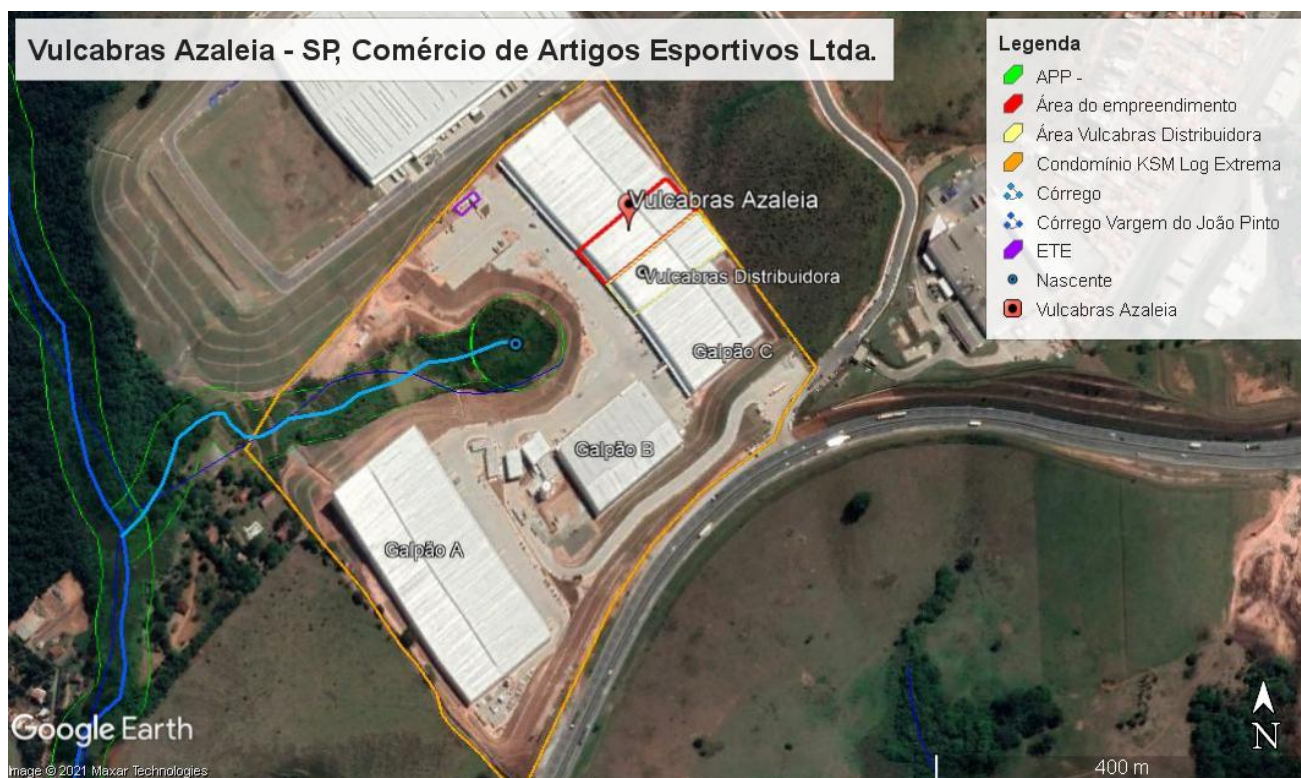 Vulcabras Azaleia - SP, Comércio de Artigos Esportivos Ltda.
Legenda
APP -
Área do empreendimento
Área Vulcabras Distribuidora
Condomínio KSM Log Extrema
Córrego
Córrego Vargem do João Pinto
ETE
Nascente
Vulcabras Azaleia
Vulcabras Azaleia
Vulcabras Distribuidora
Galpão C
Galpão B
Galpão A
Google Earth
Image © 2021 Maxar Technologies
N
400 m